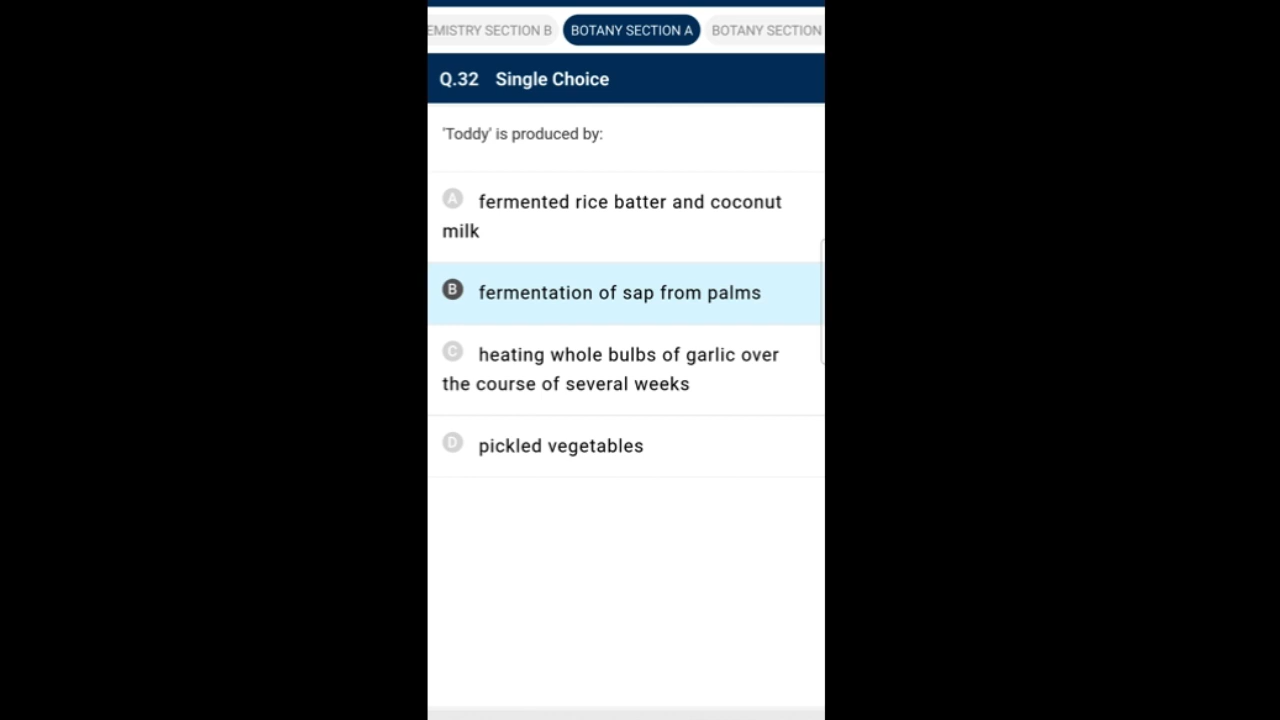 EMISTRY SECTION B BOTANY SECTION A BOTANY SECTION
Q.32 Single Choice
'Toddy' is produced by:
A fermented rice batter and coconut
milk
B fermentation of sap from palms
C heating whole bulbs of garlic over
the course of several weeks
D pickled vegetables